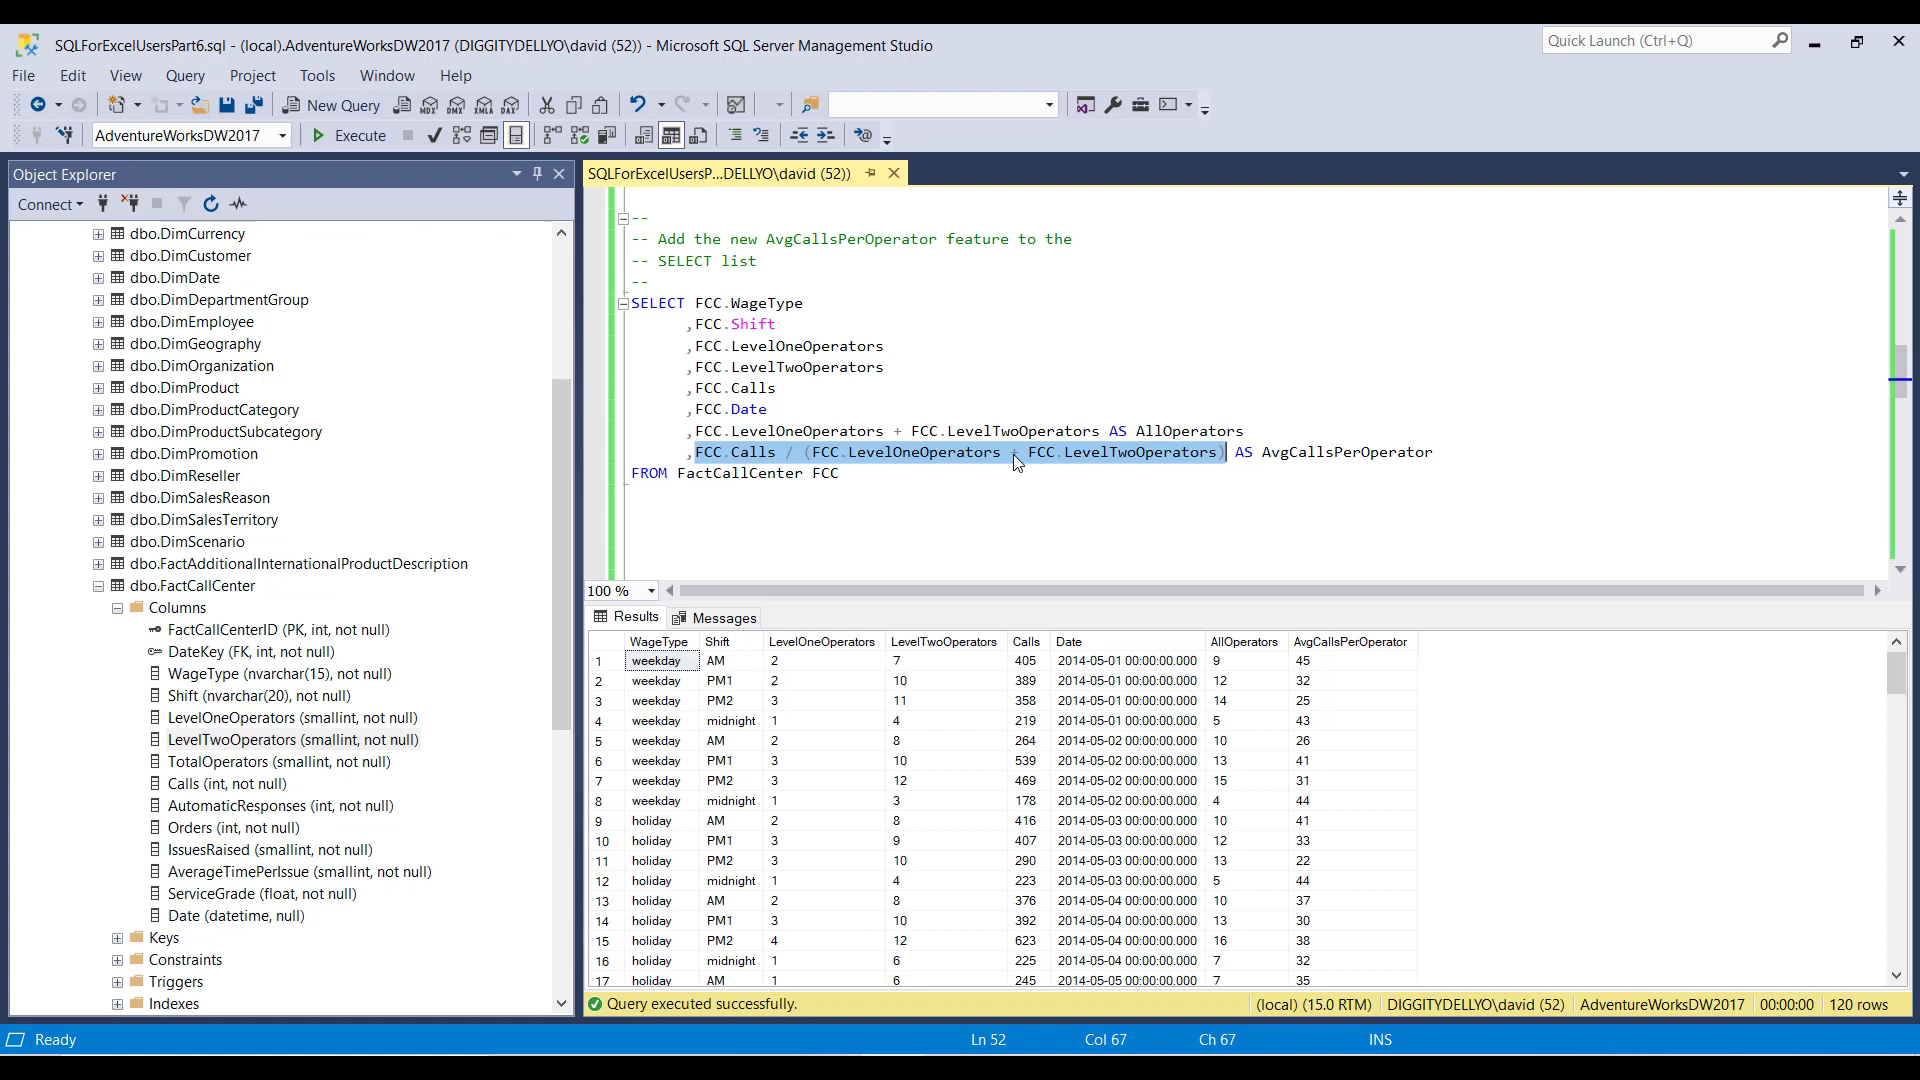 SQLForExcelUsersPart6.sql - (local).AdventureWorksDW2017 (DIGGITYDELLYO\david (52)) - Microsoft SQL Server Management Studio
Quick Launch (Ctrl+Q)
File Edit View Query Project Tools Window Help
New Query
MDX DMX XMLA DAX
AdventureWorksDW2017 Execute
Object Explorer
Connect
dbo.DimCurrency
dbo.DimCustomer
dbo.DimDate
dbo.DimDepartmentGroup
dbo.DimEmployee
dbo.DimGeography
dbo.DimOrganization
dbo.DimProduct
dbo.DimProductCategory
dbo.DimProductSubcategory
dbo.DimPromotion
dbo.DimReseller
dbo.DimSalesReason
dbo.DimSalesTerritory
dbo.DimScenario
dbo.FactAdditionalInternationalProductDescription
dbo.FactCallCenter
Columns
FactCallCenterID (PK, int, not null)
DateKey (FK, int, not null)
WageType (nvarchar(15), not null)
Shift (nvarchar(20), not null)
LevelOneOperators (smallint, not null)
LevelTwoOperators (smallint, not null)
TotalOperators (smallint, not null)
Calls (int, not null)
AutomaticResponses (int, not null)
Orders (int, not null)
IssuesRaised (smallint, not null)
AverageTimePerIssue (smallint, not null)
ServiceGrade (float, not null)
Date (datetime, null)
Keys
Constraints
Triggers
Indexes
SQLForExcelUsersP...DELLYO\david (52))
--
-- Add the new AvgCallsPerOperator feature to the
-- SELECT list
--
SELECT FCC.WageType
,FCC.Shift
,FCC.LevelOneOperators
,FCC.LevelTwoOperators
,FCC.Calls
,FCC.Date
,FCC.LevelOneOperators + FCC.LevelTwoOperators AS AllOperators
,FCC.Calls / (FCC.LevelOneOperators + FCC.LevelTwoOperators) AS AvgCallsPerOperator
FROM FactCallCenter FCC
100 %
Results Messages
WageType Shift LevelOneOperators LevelTwoOperators Calls Date AllOperators AvgCallsPerOperator
1 weekday AM 2 7 405 2014-05-01 00:00:00.000 9 45
2 weekday PM1 2 10 389 2014-05-01 00:00:00.000 12 32
3 weekday PM2 3 11 358 2014-05-01 00:00:00.000 14 25
4 weekday midnight 1 4 219 2014-05-01 00:00:00.000 5 43
5 weekday AM 2 8 264 2014-05-02 00:00:00.000 10 26
6 weekday PM1 3 10 539 2014-05-02 00:00:00.000 13 41
7 weekday PM2 3 12 469 2014-05-02 00:00:00.000 15 31
8 weekday midnight 1 3 178 2014-05-02 00:00:00.000 4 44
9 holiday AM 2 8 416 2014-05-03 00:00:00.000 10 41
10 holiday PM1 3 9 407 2014-05-03 00:00:00.000 12 33
11 holiday PM2 3 10 290 2014-05-03 00:00:00.000 13 22
12 holiday midnight 1 4 223 2014-05-03 00:00:00.000 5 44
13 holiday AM 2 8 376 2014-05-04 00:00:00.000 10 37
14 holiday PM1 3 10 392 2014-05-04 00:00:00.000 13 30
15 holiday PM2 4 12 623 2014-05-04 00:00:00.000 16 38
16 holiday midnight 1 6 225 2014-05-04 00:00:00.000 7 32
17 holiday AM 1 6 245 2014-05-05 00:00:00.000 7 35
Query executed successfully. (local) (15.0 RTM) DIGGITYDELLYO\david (52) AdventureWorksDW2017 00:00:00 120 rows
Ready Ln 52 Col 67 Ch 67 INS